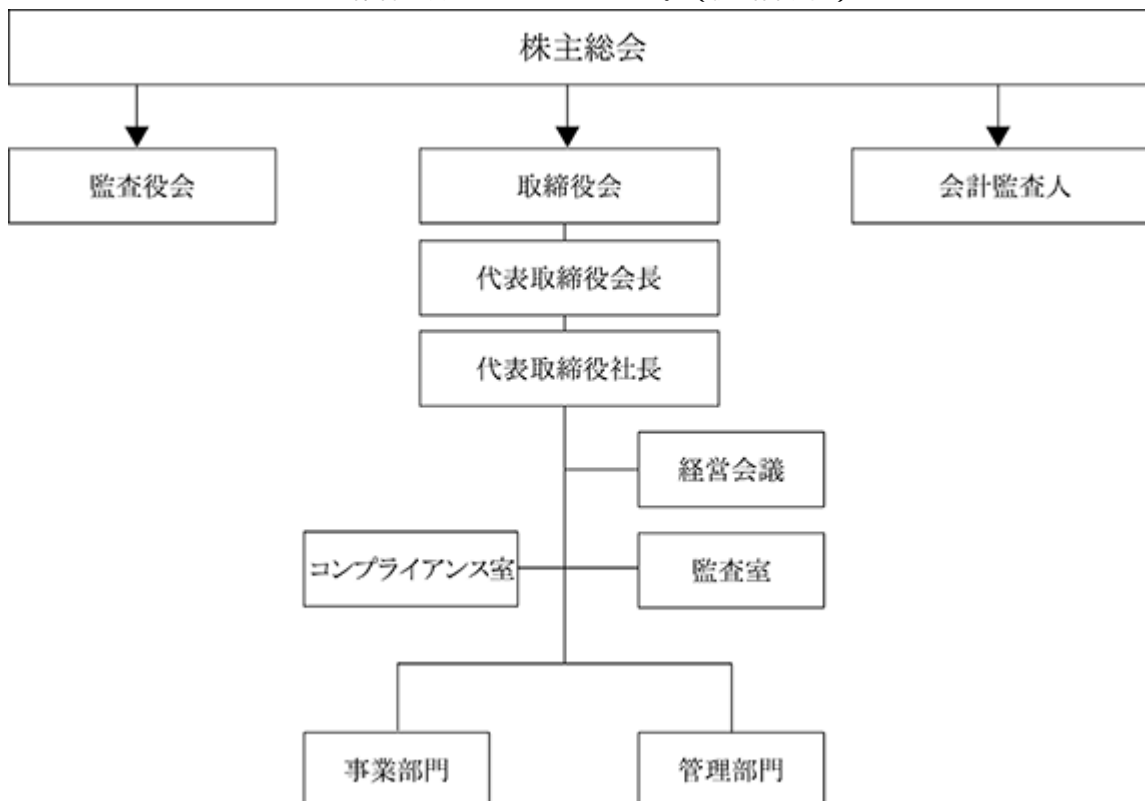 株主総会
監査役会
取締役会
会計監査人
代表取締役会長
代表取締役社長
経営会議
コンプライアンス室
監査室
事業部門
管理部門